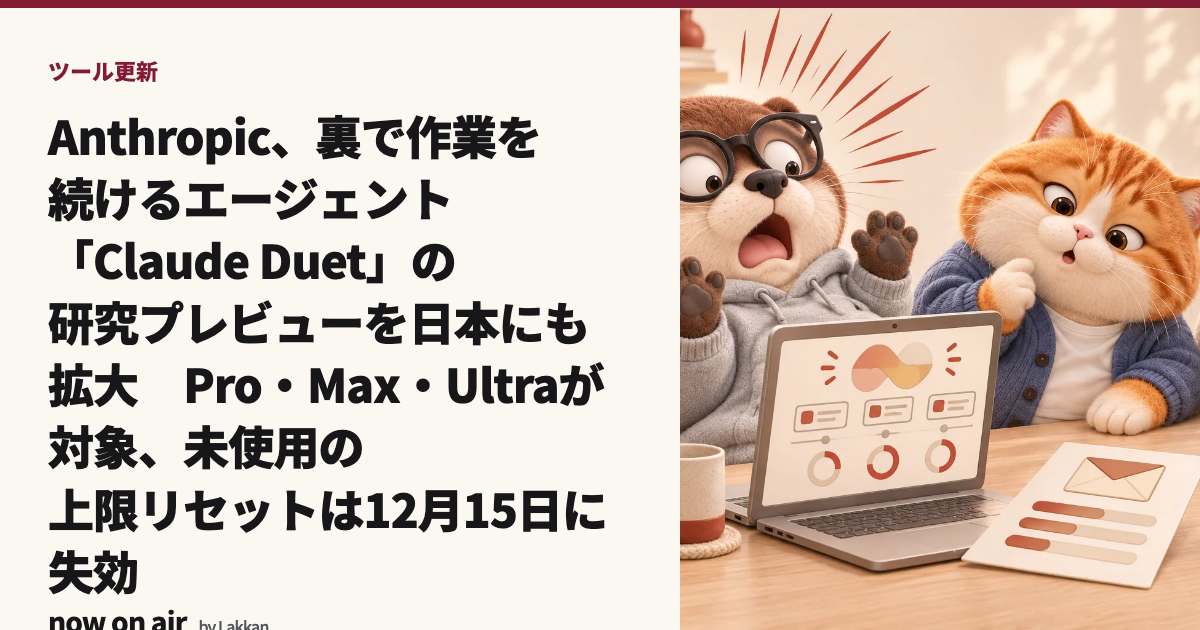 ツール更新
Anthropic、裏で作業を
続けるエージェント
「Claude Duet」の
研究プレビューを日本にも
拡大　Pro・Max・Ultraが
対象、未使用の
上限リセットは12月15日に
失効
now on air by Lakkan